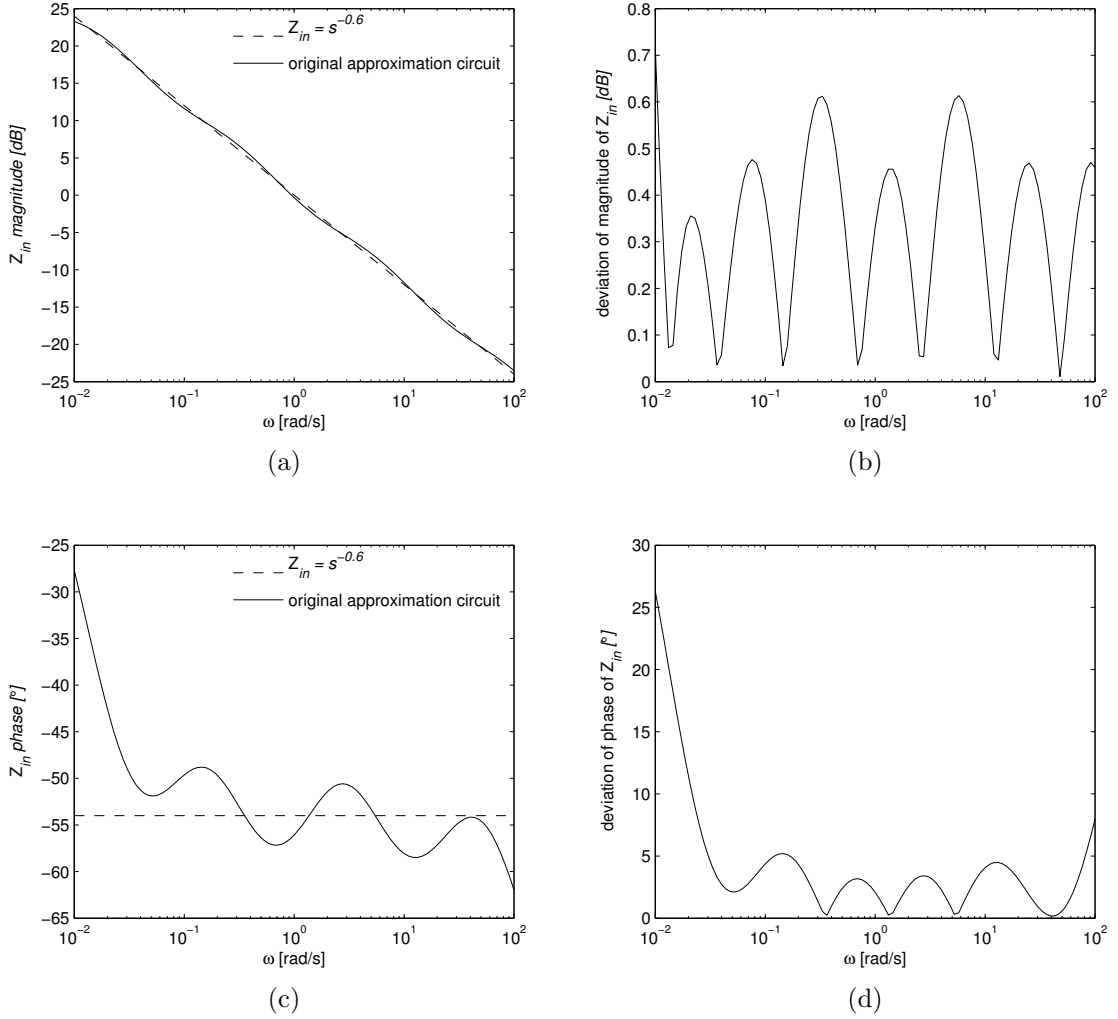 25
20
15
10
5
0
−5
−10
−15
−20
−25
Z_in magnitude [dB]
Z_in = s^−0.6
original approximation circuit
10^−2 10^−1 10^0 10^1 10^2
ω [rad/s]
(a)
0.8
0.7
0.6
0.5
0.4
0.3
0.2
0.1
0
deviation of magnitude of Z_in [dB]
10^−2 10^−1 10^0 10^1 10^2
ω [rad/s]
(b)
−25
−30
−35
−40
−45
−50
−55
−60
−65
Z_in phase [°]
Z_in = s^−0.6
original approximation circuit
10^−2 10^−1 10^0 10^1 10^2
ω [rad/s]
(c)
30
25
20
15
10
5
0
deviation of phase of Z_in [°]
10^−2 10^−1 10^0 10^1 10^2
ω [rad/s]
(d)